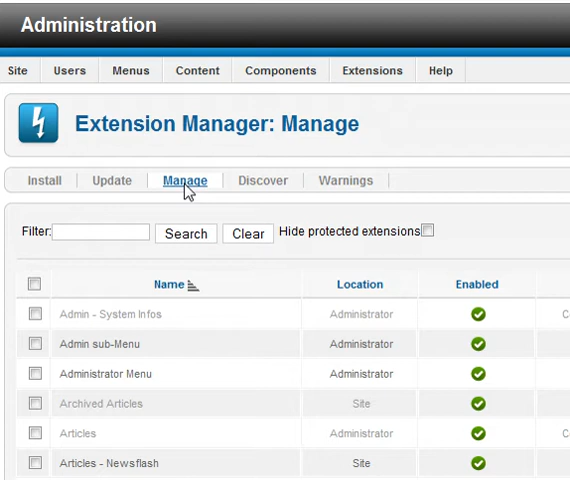 Administration
Site Users Menus Content Components Extensions Help
Extension Manager: Manage
Install Update Manage Discover Warnings
Filter: Search Clear Hide protected extensions
Name Location Enabled
Admin - System Infos Administrator C
Admin sub-Menu Administrator
Administrator Menu Administrator
Archived Articles Site
Articles Administrator C
Articles - Newsflash Site